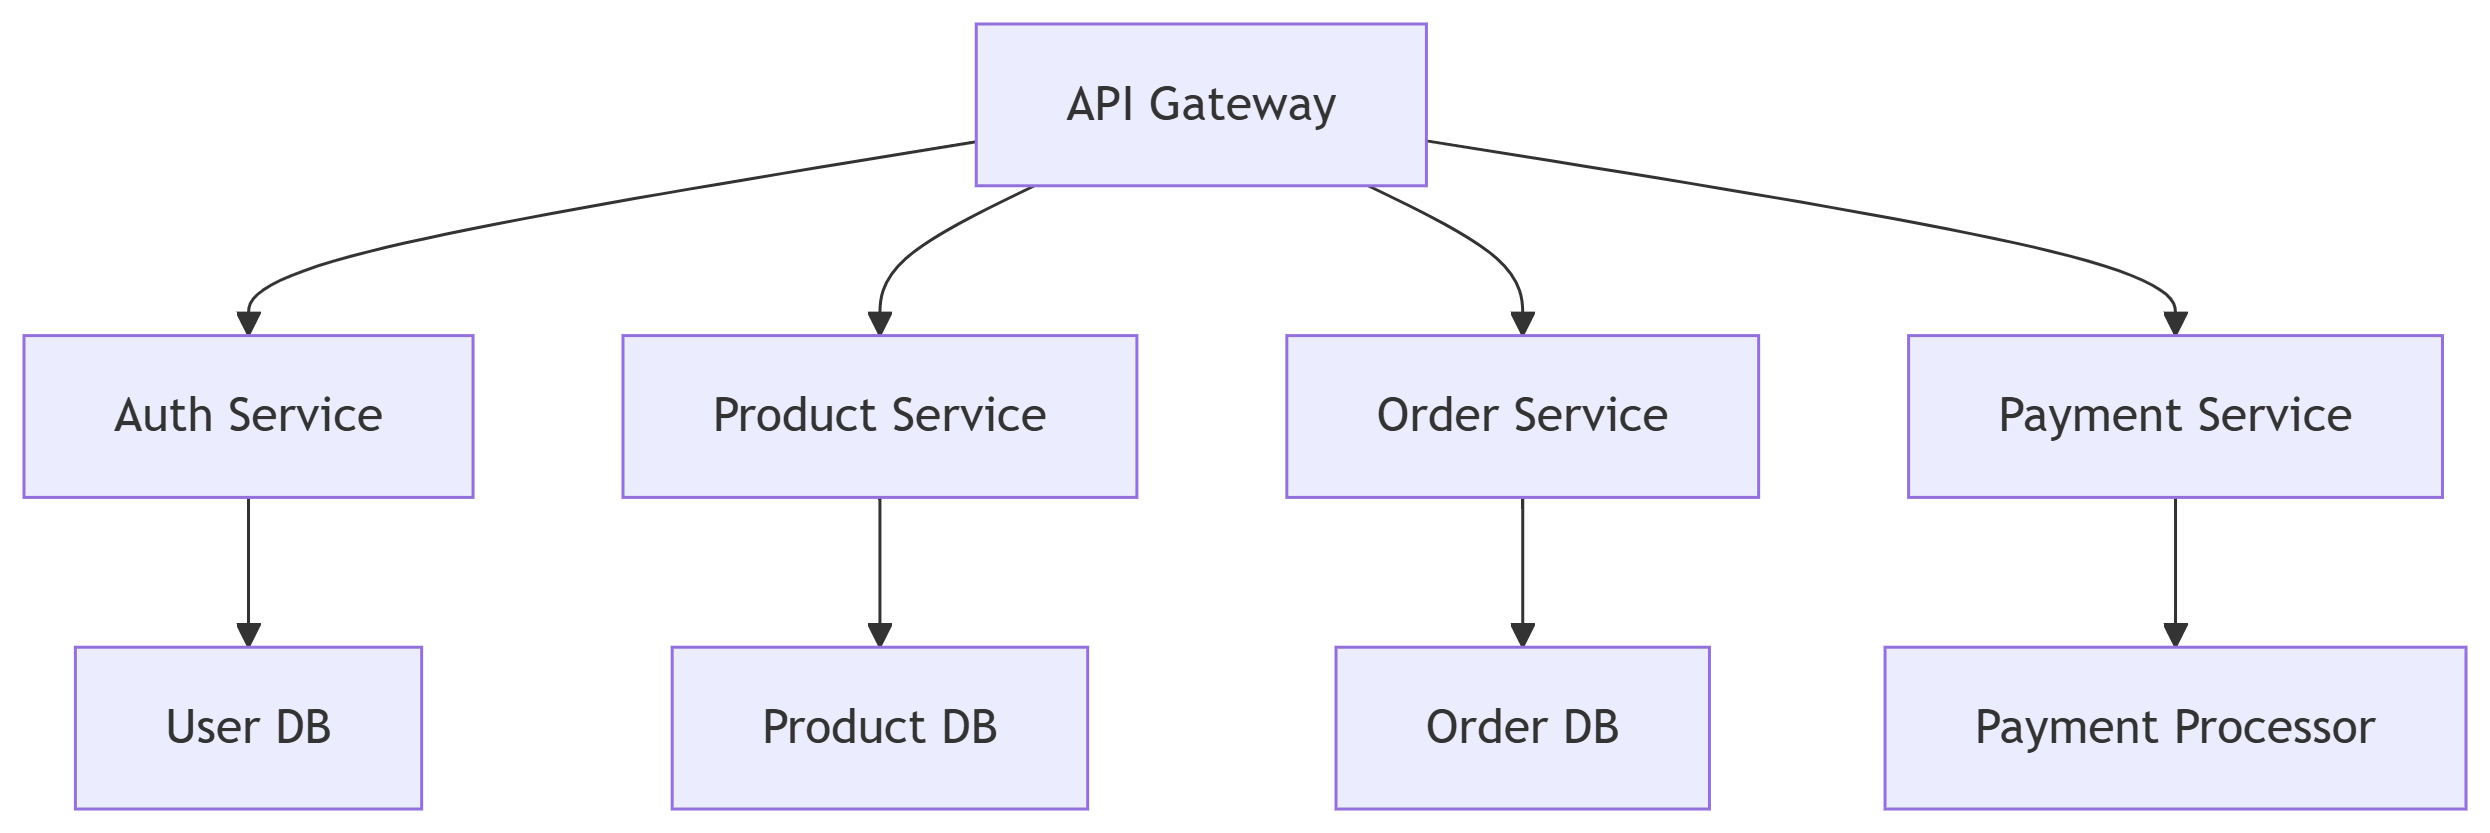 API Gateway
Auth Service
Product Service
Order Service
Payment Service
User DB
Product DB
Order DB
Payment Processor